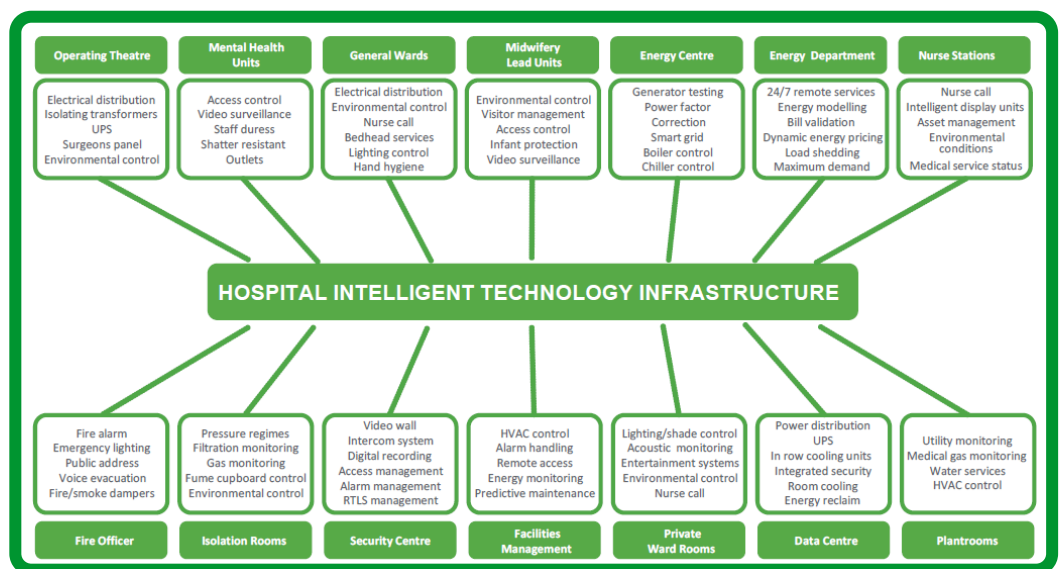 Operating Theatre
Electrical distribution
Isolating transformers
UPS
Surgeons panel
Environmental control
Mental Health
Units
Access control
Video surveillance
Staff duress
Shatter resistant
Outlets
General Wards
Electrical distribution
Environmental control
Nurse call
Bedhead services
Lighting control
Hand hygiene
Midwifery
Lead Units
Environmental control
Visitor management
Access control
Infant protection
Video surveillance
Energy Centre
Generator testing
Power factor
Correction
Smart grid
Boiler control
Chiller control
Energy Department
24/7 remote services
Energy modelling
Bill validation
Dynamic energy pricing
Load shedding
Maximum demand
Nurse Stations
Nurse call
Intelligent display units
Asset management
Environmental
conditions
Medical service status
HOSPITAL INTELLIGENT TECHNOLOGY INFRASTRUCTURE
Fire alarm
Emergency lighting
Public address
Voice evacuation
Fire/smoke dampers
Fire Officer
Pressure regimes
Filtration monitoring
Gas monitoring
Fume cupboard control
Environmental control
Isolation Rooms
Video wall
Intercom system
Digital recording
Access management
Alarm management
RTLS management
Security Centre
HVAC control
Alarm handling
Remote access
Energy monitoring
Predictive maintenance
Facilities
Management
Lighting/shade control
Acoustic monitoring
Entertainment systems
Environmental control
Nurse call
Private
Ward Rooms
Power distribution
UPS
In row cooling units
Integrated security
Room cooling
Energy reclaim
Data Centre
Utility monitoring
Medical gas monitoring
Water services
HVAC control
Plantrooms